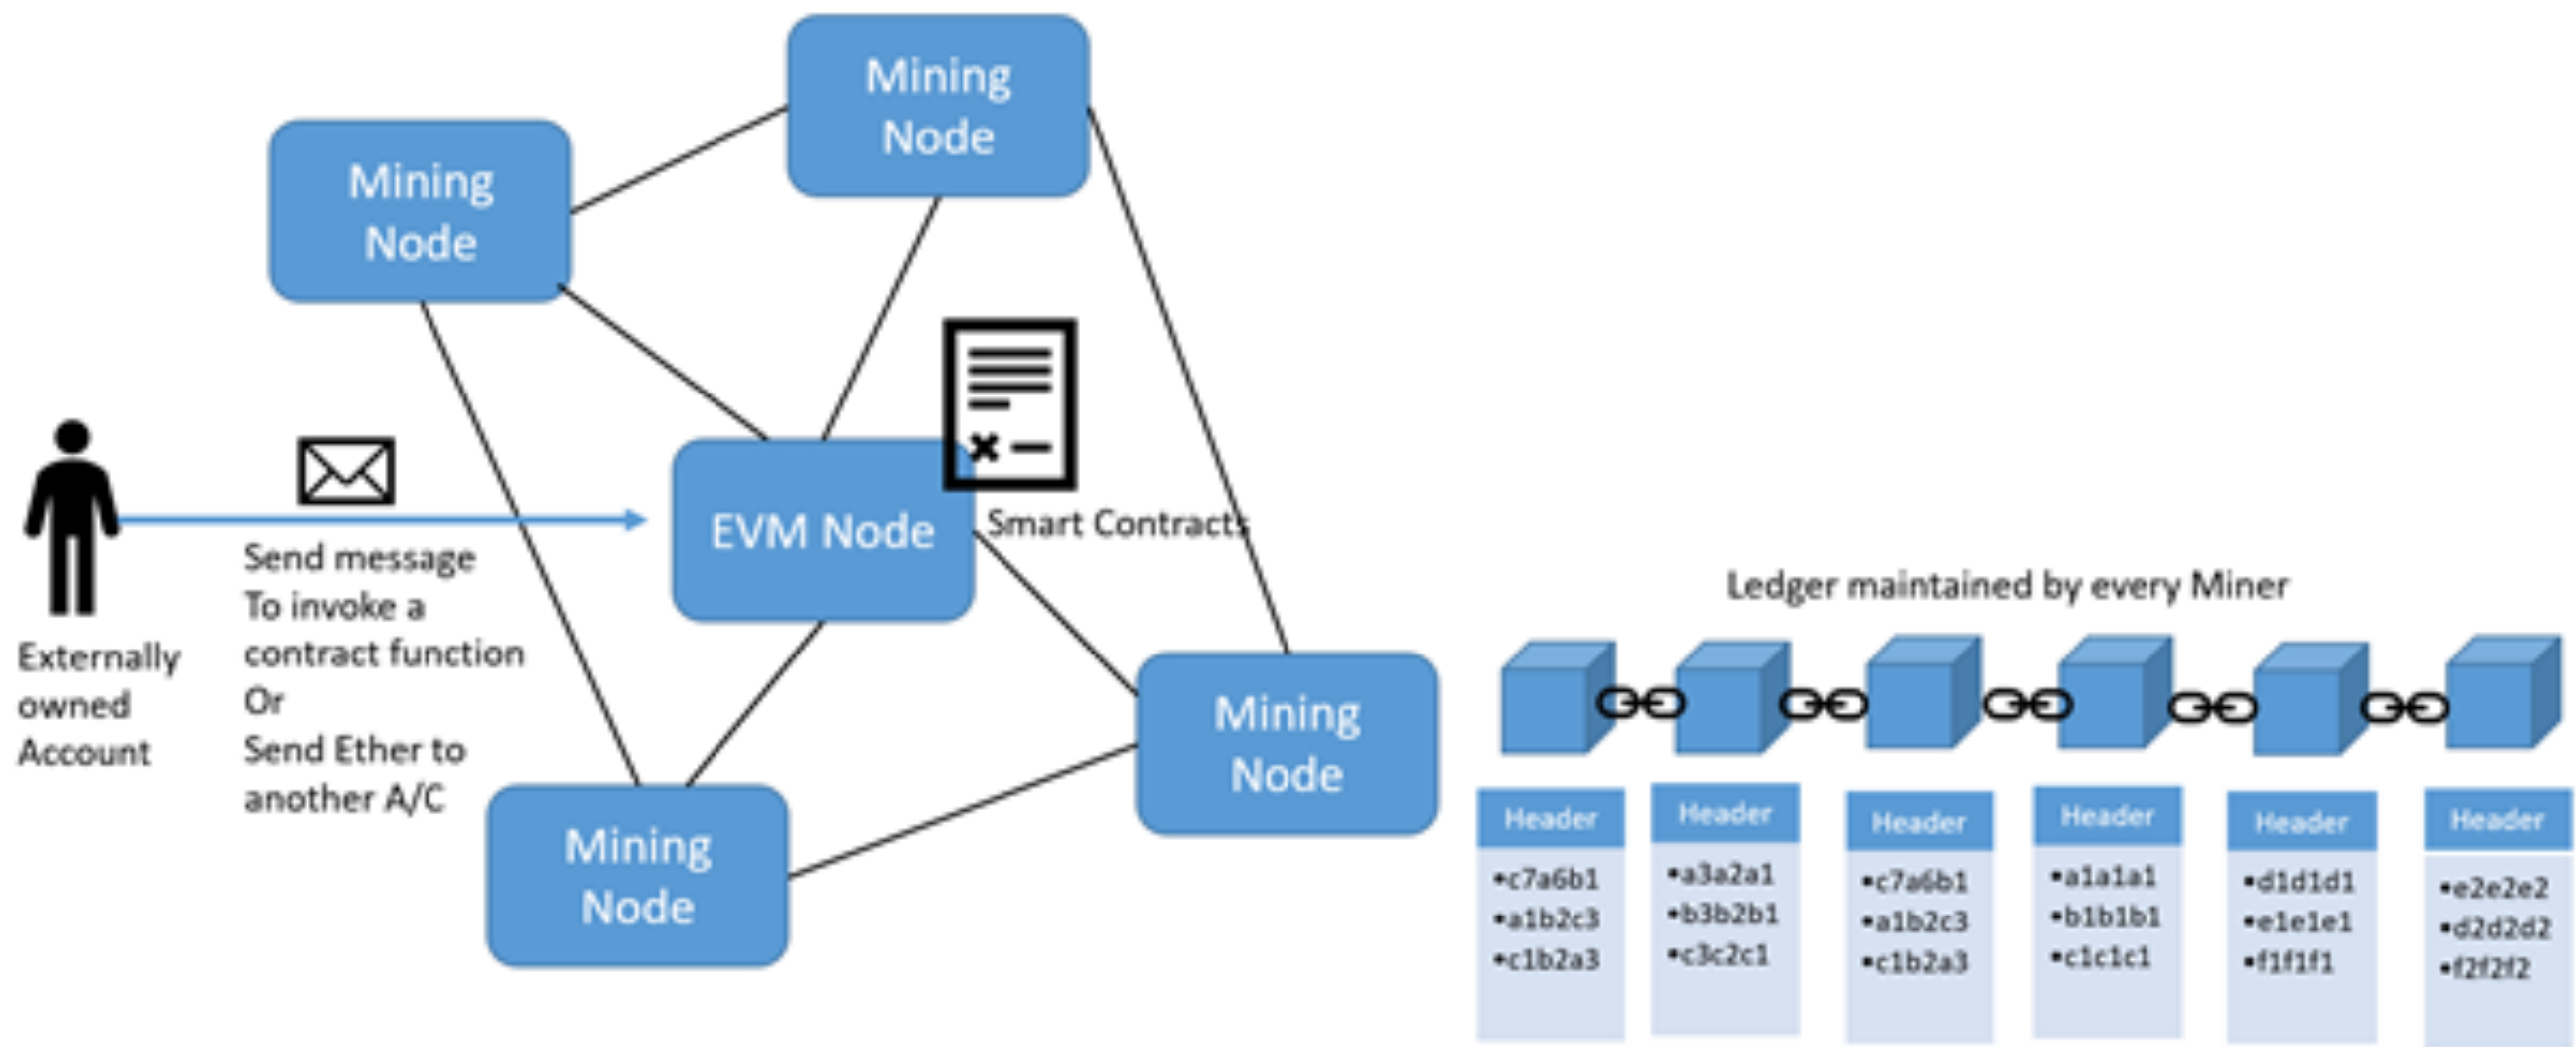 Mining
Node
Mining
Node
EVM Node
Smart Contracts
Send message
To invoke a
contract function
Or
Send Ether to
another A/C
Externally
owned
Account
Mining
Node
Mining
Node
Ledger maintained by every Miner
Header
•c7a6b1
•a1b2c3
•c1b2a3
Header
•a3a2a1
•b3b2b1
•c3c2c1
Header
•c7a6b1
•a1b2c3
•c1b2a3
Header
•a1a1a1
•b1b1b1
•c1c1c1
Header
•d1d1d1
•e1e1e1
•f1f1f1
Header
•e2e2e2
•d2d2d2
•f2f2f2